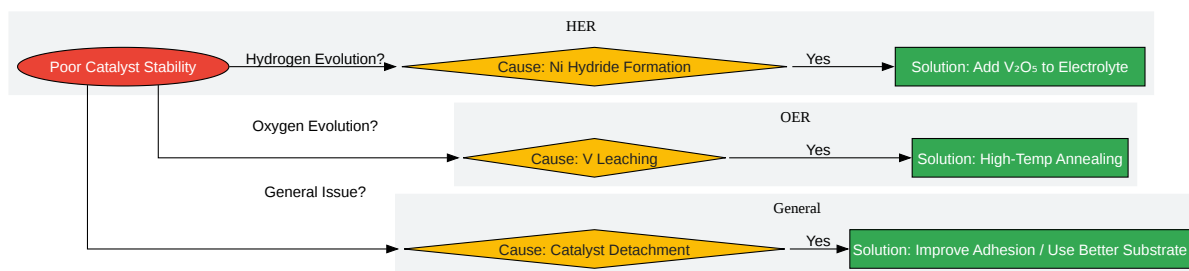 HER
Poor Catalyst Stability
Hydrogen Evolution?
Cause: Ni Hydride Formation
Yes
Solution: Add V₂O₅ to Electrolyte
OER
Oxygen Evolution?
Cause: V Leaching
Yes
Solution: High-Temp Annealing
General Issue?
General
Cause: Catalyst Detachment
Yes
Solution: Improve Adhesion / Use Better Substrate